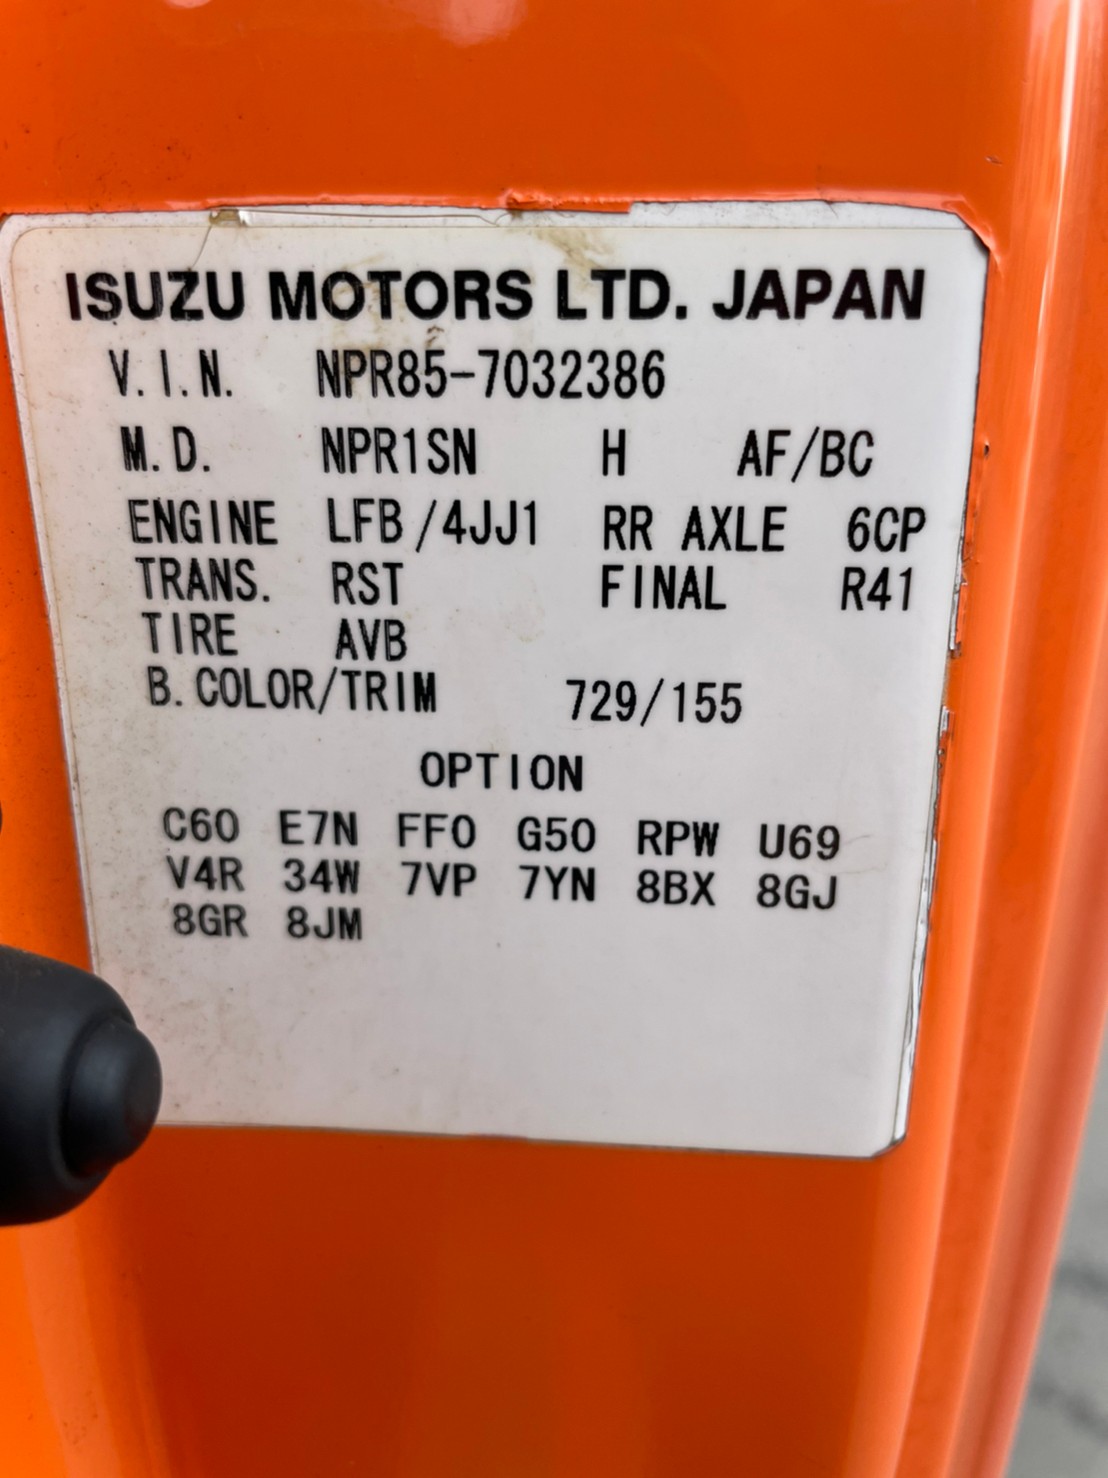 ISUZU MOTORS LTD. JAPAN
V.I.N. NPR85-7032386
M.D. NPR1SN H AF/BC
ENGINE LFB/4JJ1 RR AXLE 6CP
TRANS. RST FINAL R41
TIRE AVB
B.COLOR/TRIM 729/155
OPTION
C60 E7N FF0 G50 RPW U69
V4R 34W 7VP 7YN 8BX 8GJ
8GR 8JM